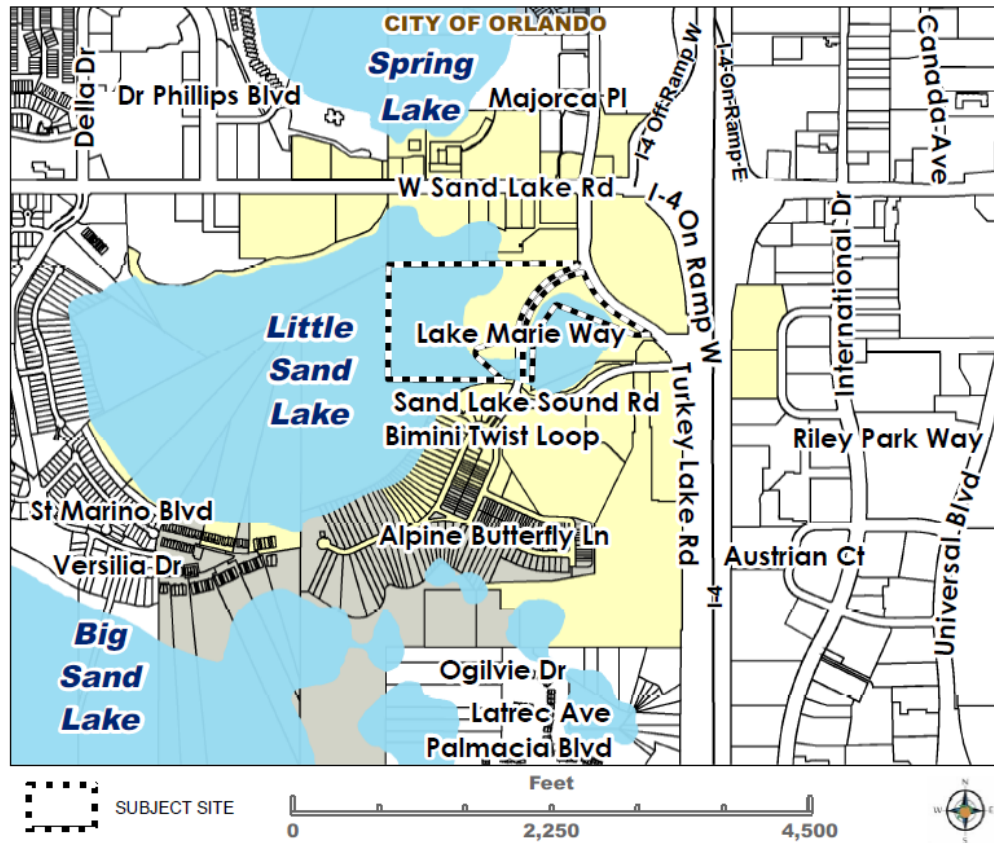 CITY OF ORLANDO
Spring
Lake
Della Dr
Dr Phillips Blvd
Majorca Pl
I-4 Off-Ramp W
I-4-On-Ramp-E
Canada-Ave
W Sand Lake Rd
I-4 On Ramp W
International-Dr
Little
Sand
Lake
Lake Marie Way
Sand Lake Sound Rd
Bimini Twist Loop
Turkey-Lake-Rd
Riley Park Way
St Marino Blvd
Alpine Butterfly Ln
Versilia Dr
Austrian Ct
I-4
Universal-Blvd
Big
Sand
Lake
Ogilvie Dr
Latrec Ave
Palmacia Blvd
SUBJECT SITE
Feet
0 2,250 4,500
N
W E
S